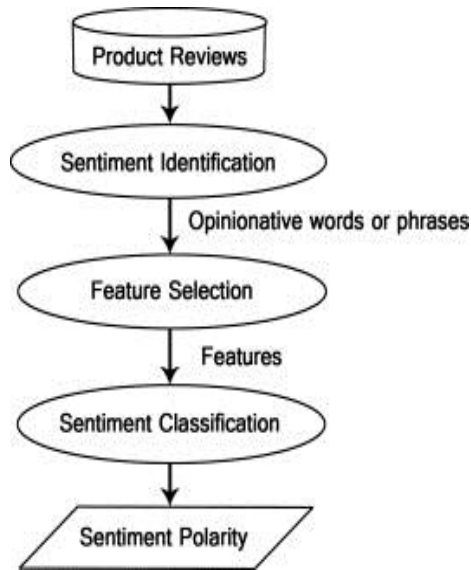 Product Reviews
Sentiment Identification
Opinionative words or phrases
Feature Selection
Features
Sentiment Classification
Sentiment Polarity